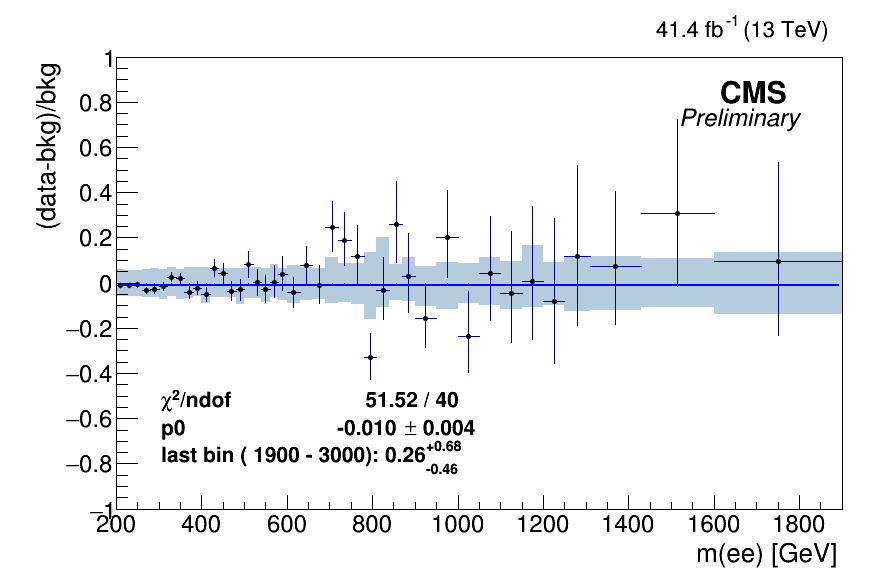 41.4 fb-1 (13 TeV)
(data-bkg)/bkg
CMS
Preliminary
1
0.8
0.6
0.4
0.2
0
−0.2
−0.4
−0.6
−0.8
−1
χ2/ndof 51.52 / 40
p0 -0.010 ± 0.004
last bin ( 1900 - 3000): 0.26 +0.68 -0.46
200 400 600 800 1000 1200 1400 1600 1800
m(ee) [GeV]